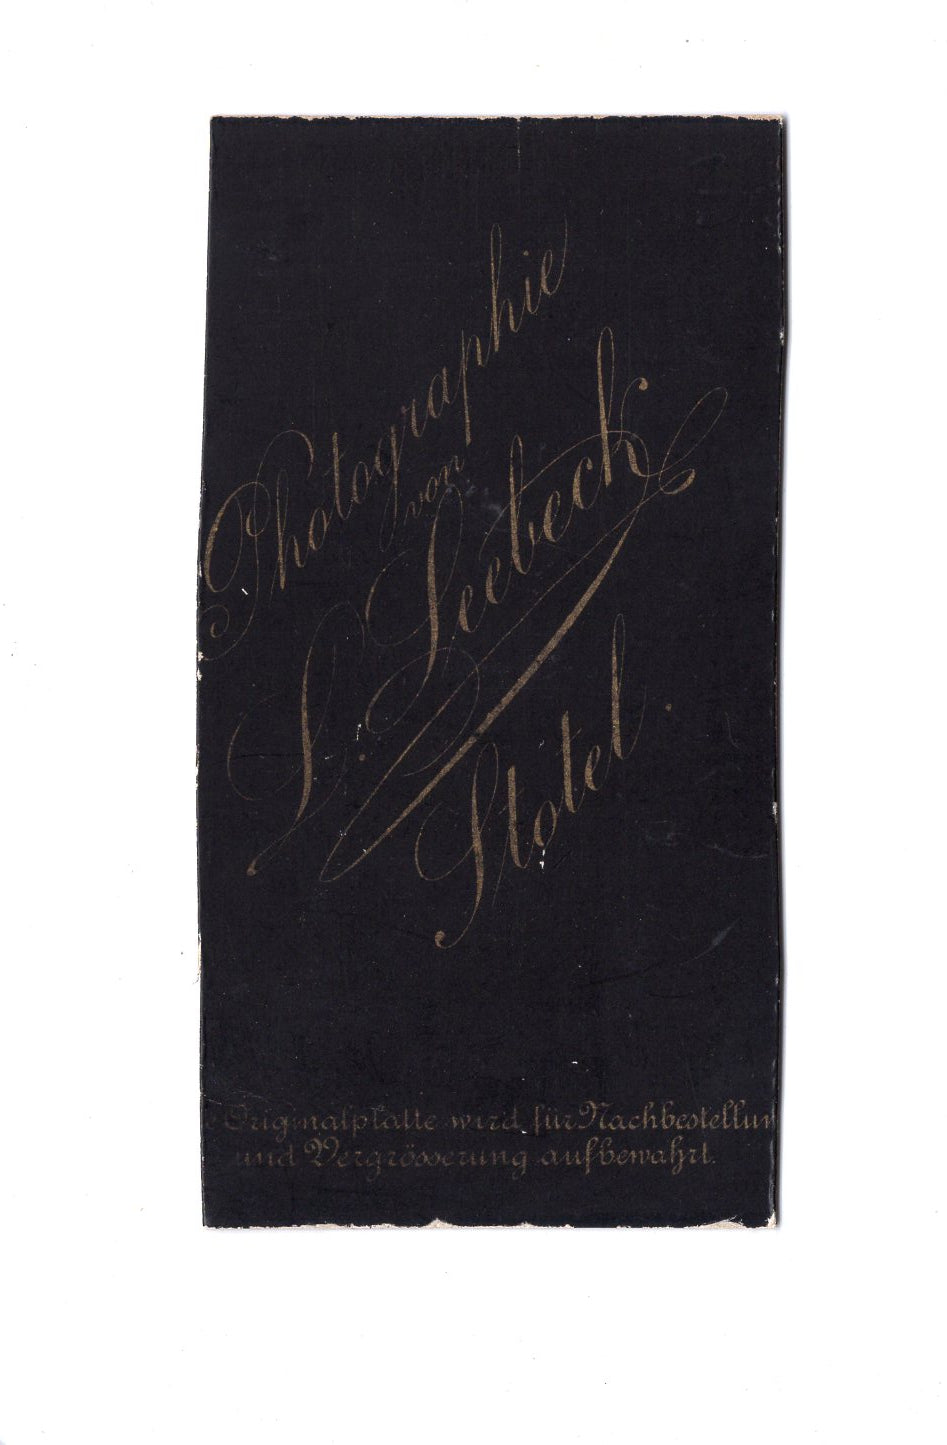 Photographie
von
L. Seebeck
Stotel.
e Originalplatte wird für Nachbestellun
und Vergrösserung aufbewahrt.